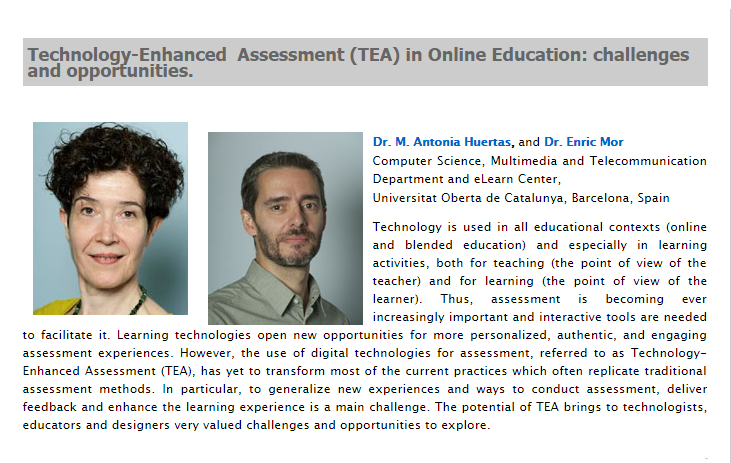 Technology-Enhanced Assessment (TEA) in Online Education: challenges
and opportunities.
Dr. M. Antonia Huertas, and Dr. Enric Mor
Computer Science, Multimedia and Telecommunication
Department and eLearn Center,
Universitat Oberta de Catalunya, Barcelona, Spain
Technology is used in all educational contexts (online
and blended education) and especially in learning
activities, both for teaching (the point of view of the
teacher) and for learning (the point of view of the
learner). Thus, assessment is becoming ever
increasingly important and interactive tools are needed
to facilitate it. Learning technologies open new opportunities for more personalized, authentic, and engaging
assessment experiences. However, the use of digital technologies for assessment, referred to as Technology-
Enhanced Assessment (TEA), has yet to transform most of the current practices which often replicate traditional
assessment methods. In particular, to generalize new experiences and ways to conduct assessment, deliver
feedback and enhance the learning experience is a main challenge. The potential of TEA brings to technologists,
educators and designers very valued challenges and opportunities to explore.